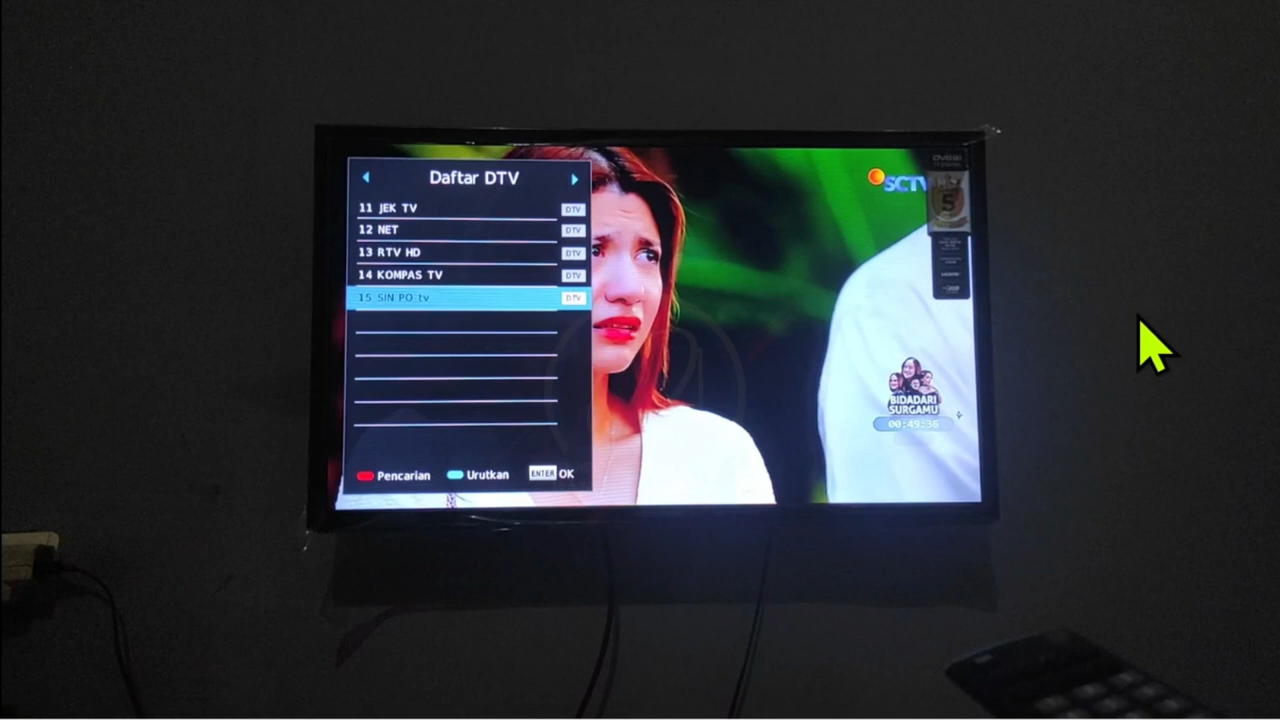 Daftar DTV
11 JEK TV DTV
12 NET DTV
13 RTV HD DTV
14 KOMPAS TV DTV
15 SIN PO tv DTV
Pencarian Urutkan ENTER OK
SCTV
5
BIDADARI
SURGAMU
00:49:36